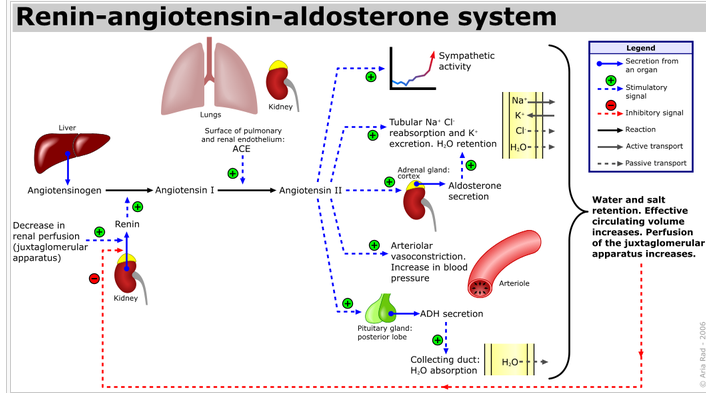 Renin-angiotensin-aldosterone system
Legend
Secretion from
an organ
Stimulatory
signal
Inhibitory signal
Reaction
Active transport
Passive transport
Lungs
Kidney
Surface of pulmonary
and renal endothelium:
ACE
Liver
Angiotensinogen
Angiotensin I
Angiotensin II
Decrease in
renal perfusion
(juxtaglomerular
apparatus)
Renin
Kidney
Sympathetic
activity
Tubular Na⁺ Cl⁻
reabsorption and K⁺
excretion. H₂O retention
Na⁺
K⁺
Cl⁻
H₂O
Adrenal gland:
cortex
Aldosterone
secretion
Arteriolar
vasoconstriction.
Increase in blood
pressure
Arteriole
Pituitary gland:
posterior lobe
ADH secretion
Collecting duct:
H₂O absorption
H₂O
Water and salt
retention. Effective
circulating volume
increases. Perfusion
of the juxtaglomerular
apparatus increases.
© Aria Rad - 2006